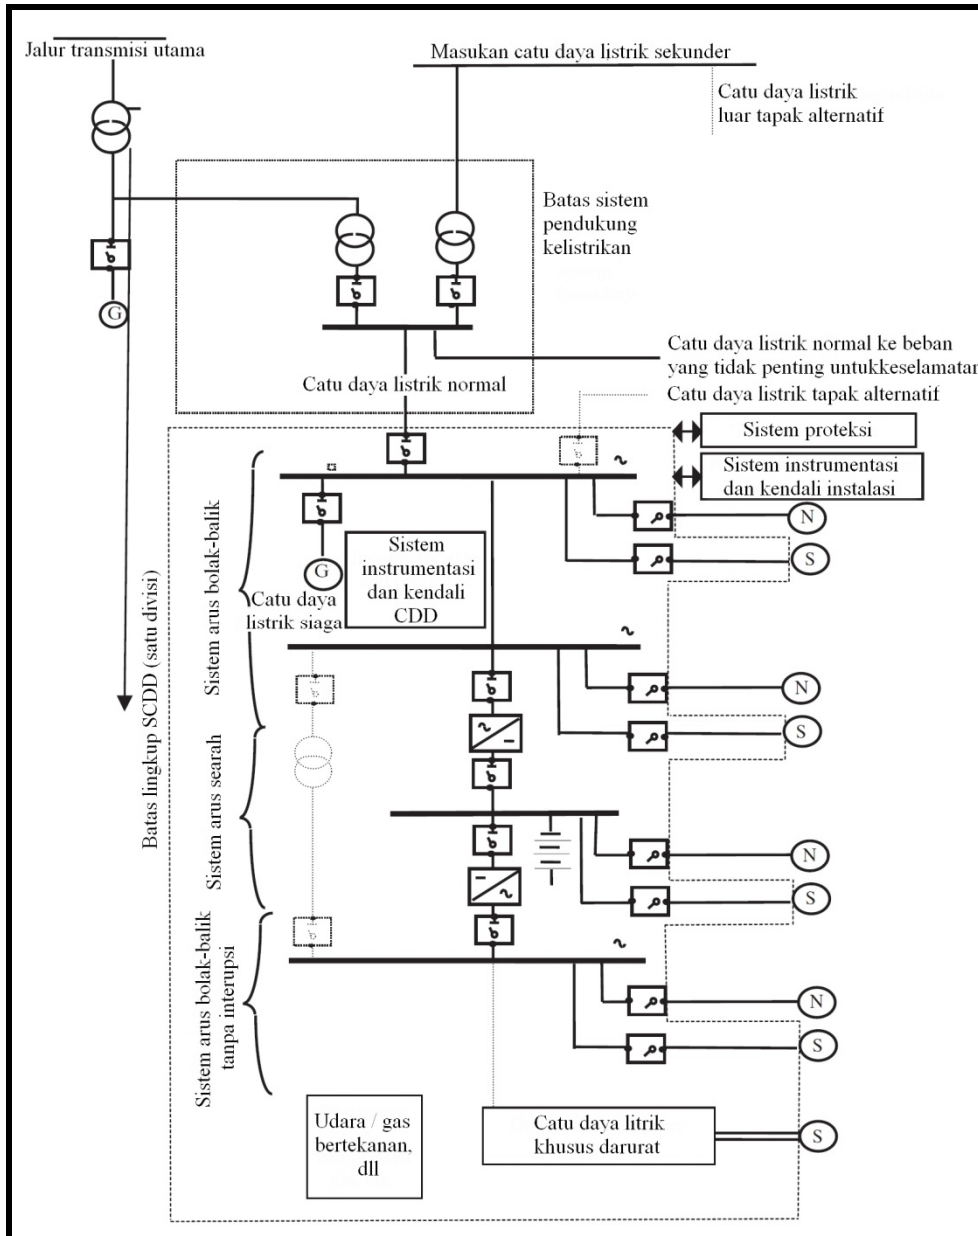 Jalur transmisi utama
Masukan catu daya listrik sekunder
Catu daya listrik
luar tapak alternatif
Batas sistem
pendukung
kelistrikan
G
Catu daya listrik normal ke beban
yang tidak penting untukkeselamatan
Catu daya listrik normal
Catu daya listrik tapak alternatif
Sistem proteksi
Sistem instrumentasi
dan kendali instalasi
~
N
S
G
Catu daya
listrik siaga
Sistem
instrumentasi
dan kendali
CDD
~
N
S
~
N
S
~
~
N
S
Sistem arus bolak-balik
Sistem arus searah
Sistem arus bolak-balik
tanpa interupsi
Batas lingkup SCDD (satu divisi)
Udara / gas
bertekanan,
dll
Catu daya litrik
khusus darurat
S